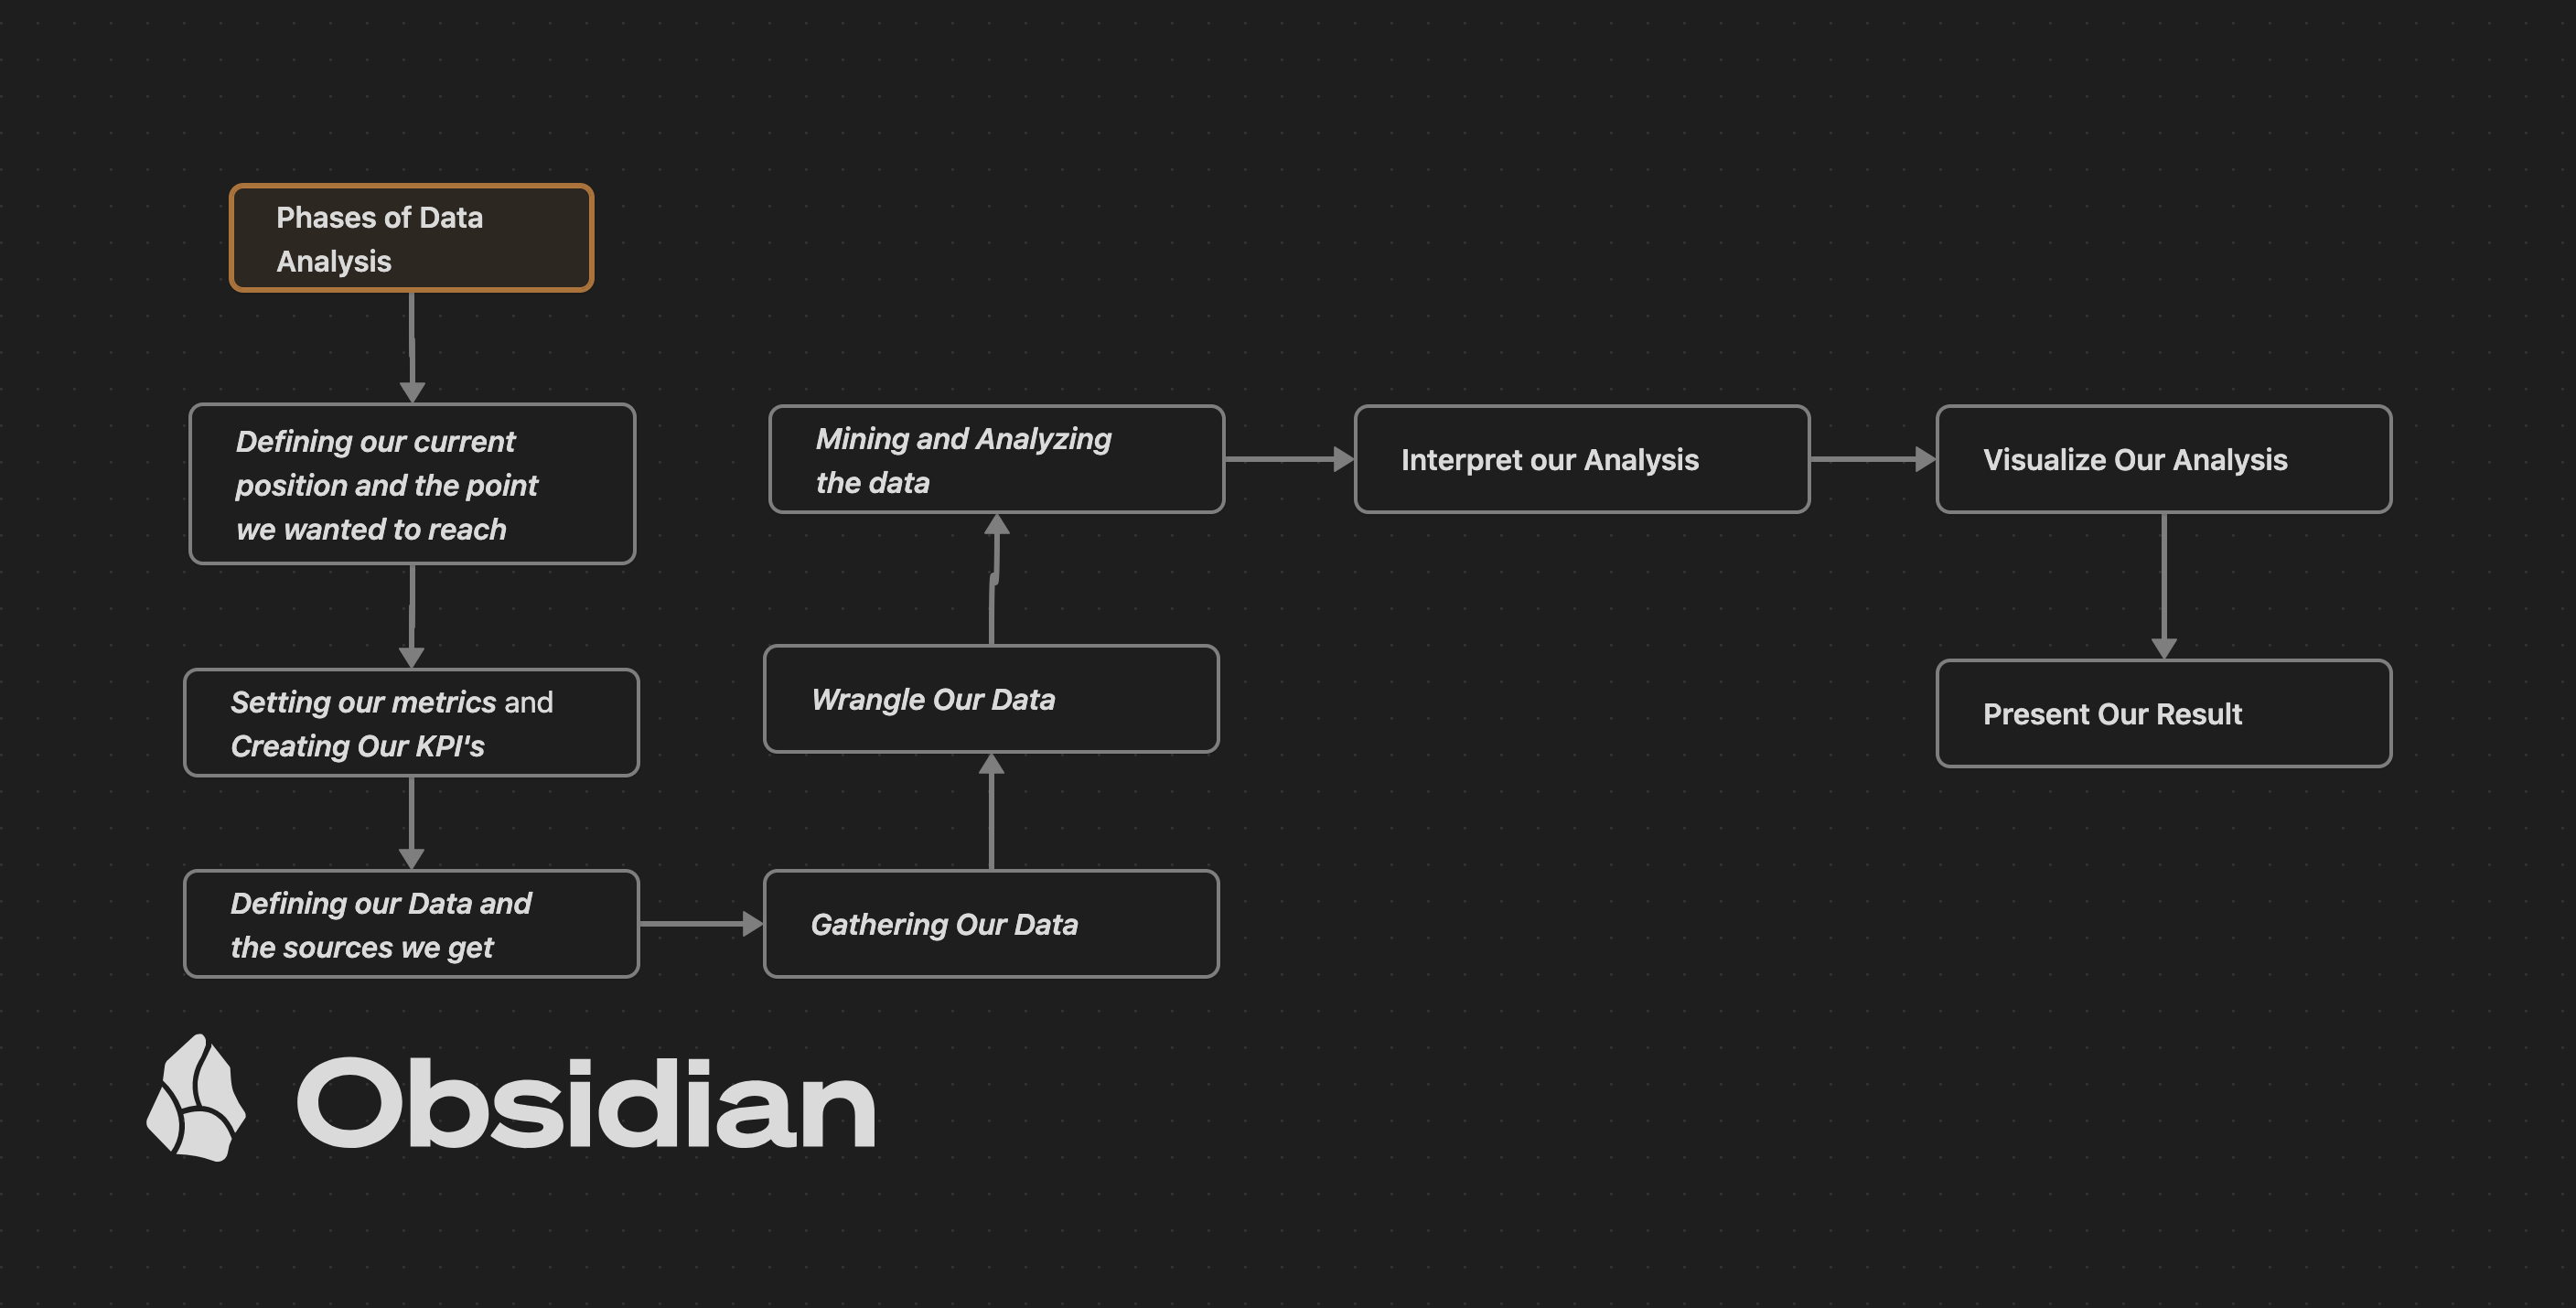 Phases of Data
Analysis
Defining our current
position and the point
we wanted to reach
Setting our metrics and
Creating Our KPI's
Defining our Data and
the sources we get
Gathering Our Data
Wrangle Our Data
Mining and Analyzing
the data
Interpret our Analysis
Visualize Our Analysis
Present Our Result
Obsidian